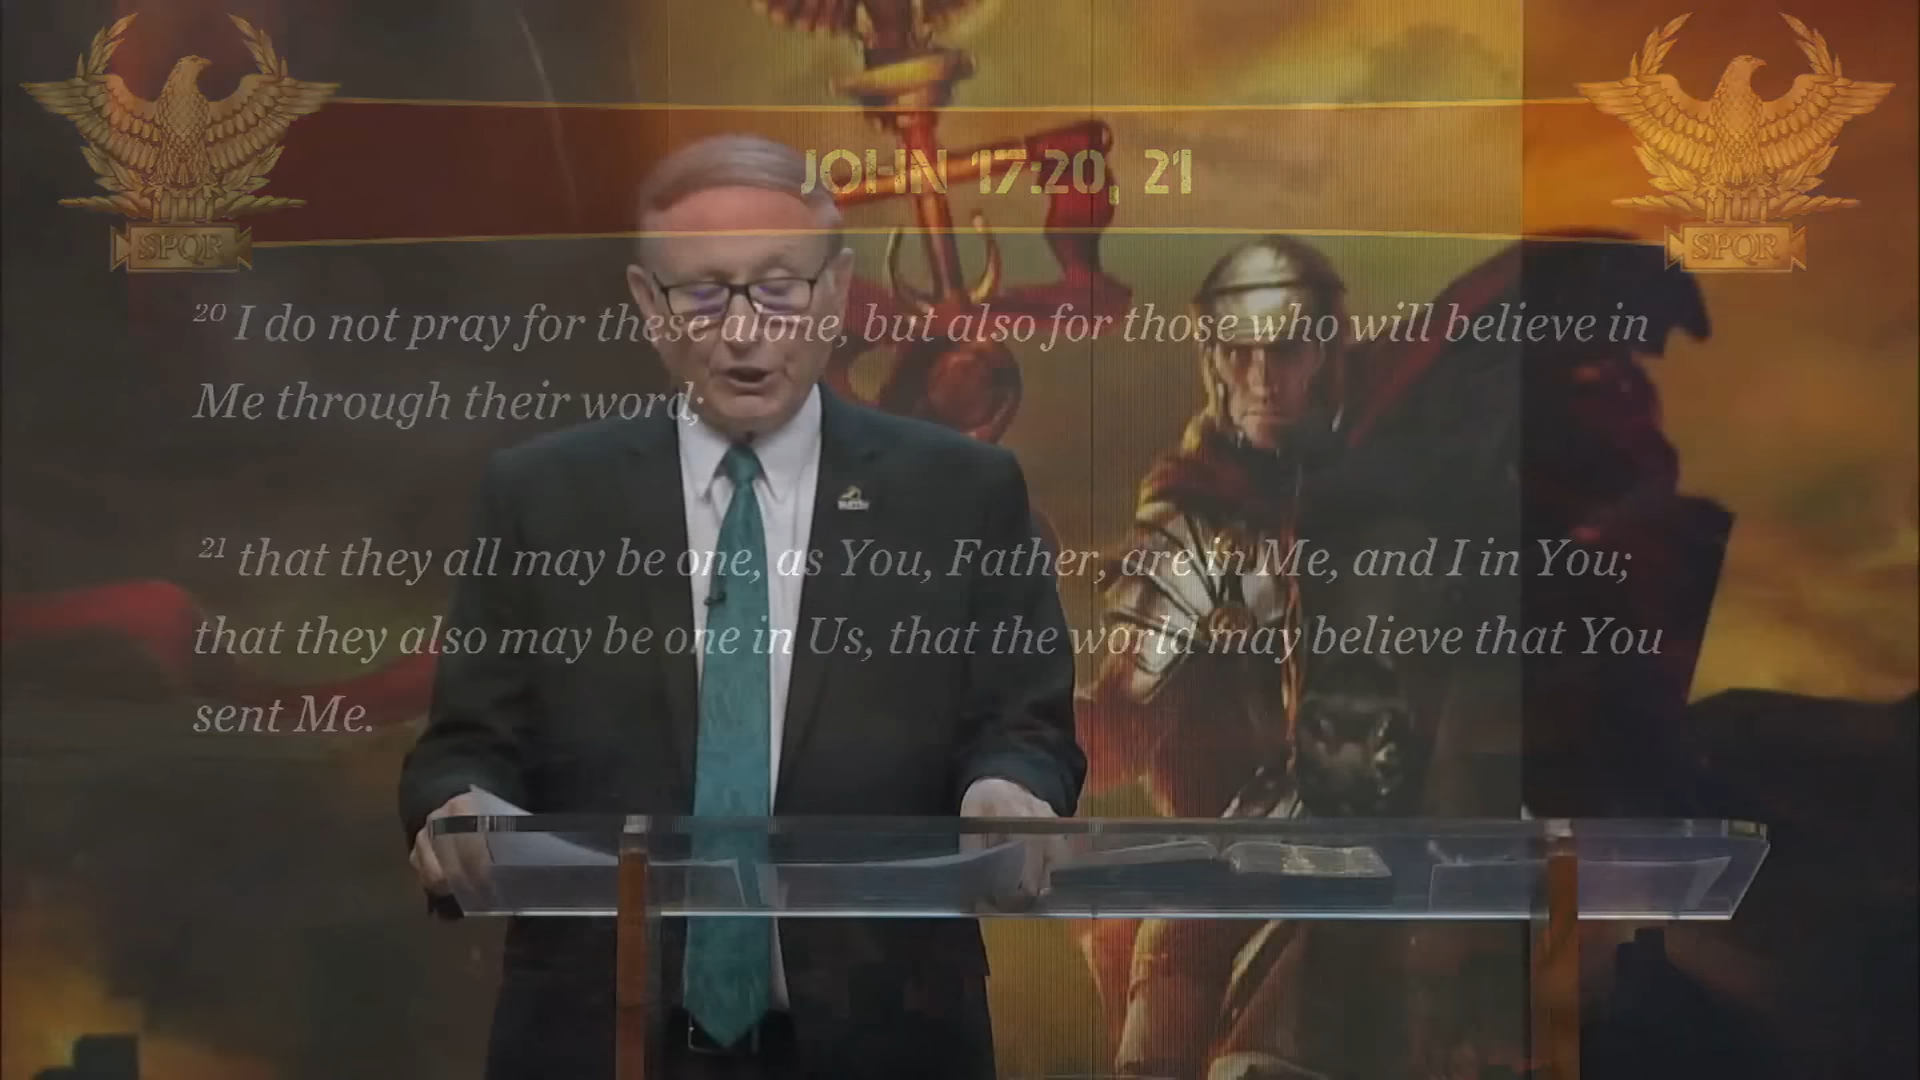 JOHN 17:20, 21
SPQR
SPQR
20 I do not pray for these alone, but also for those who will believe in
Me through their word;
21 that they all may be one, as You, Father, are in Me, and I in You;
that they also may be one in Us, that the world may believe that You
sent Me.